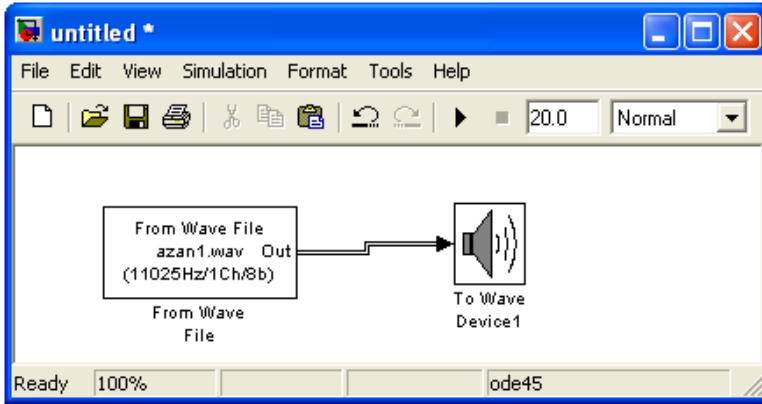 untitled *
File Edit View Simulation Format Tools Help
20.0 Normal
From Wave File
azan1.wav Out
(11025Hz/1Ch/8b)
From Wave
File
To Wave
Device1
Ready 100% ode45